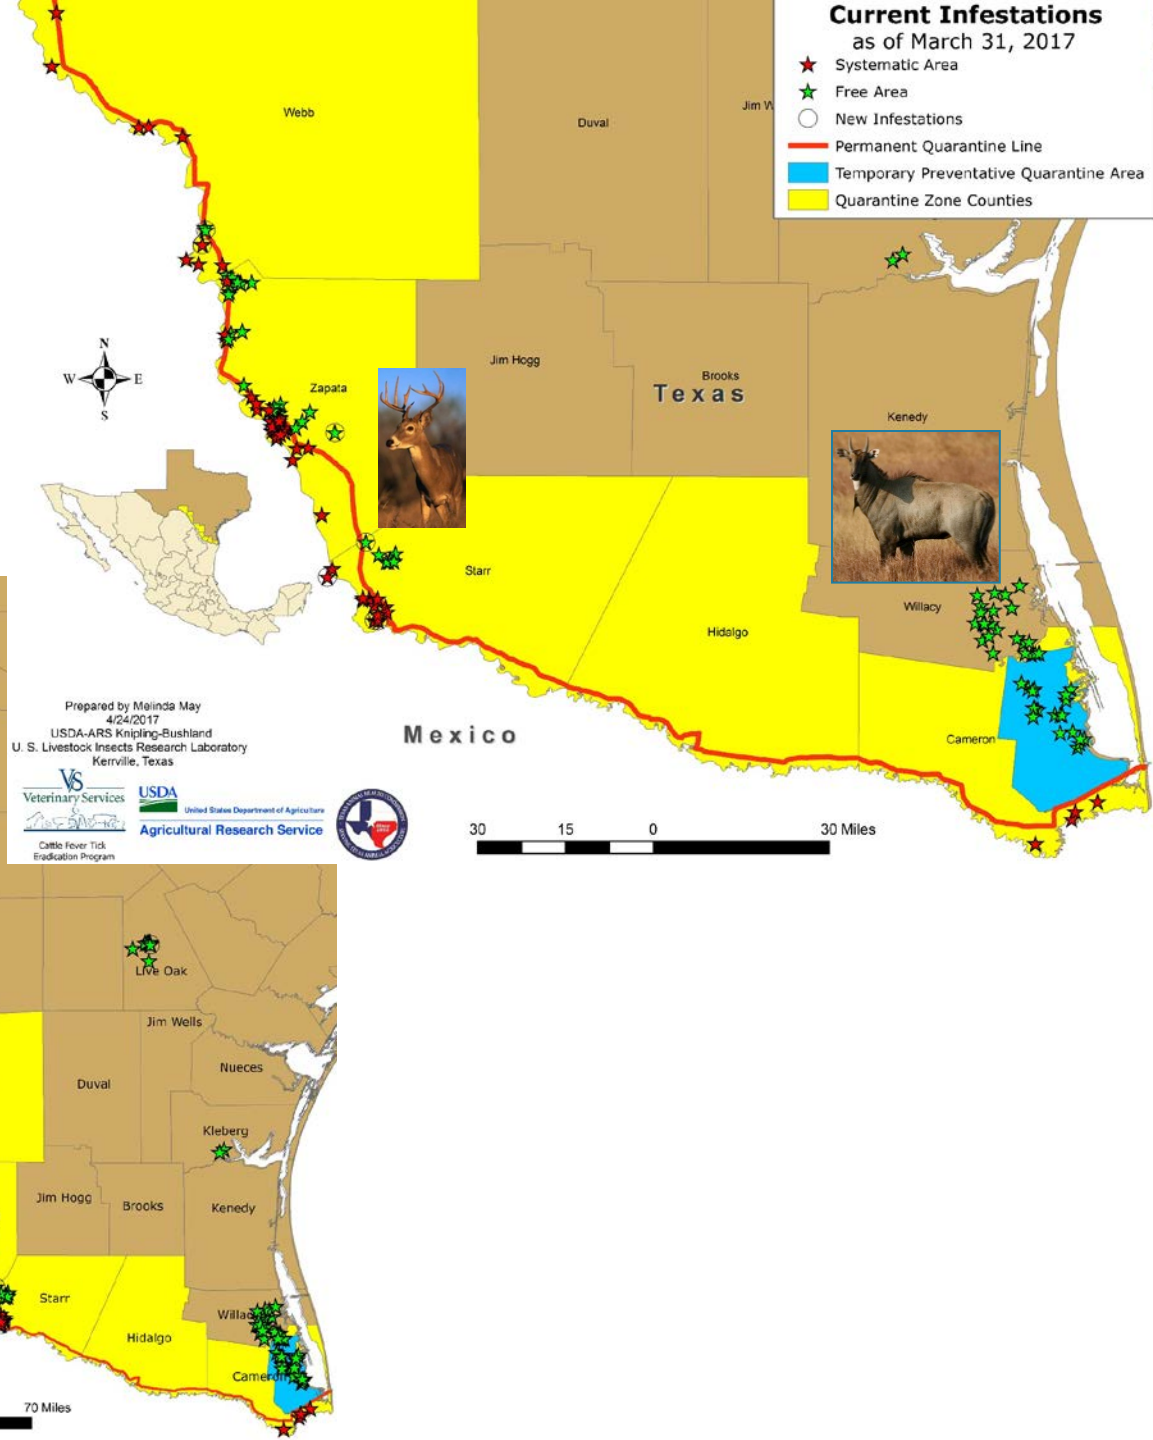 Current Infestations
as of March 31, 2017
Systematic Area
Free Area
New Infestations
Permanent Quarantine Line
Temporary Preventative Quarantine Area
Quarantine Zone Counties
Webb
Duval
Jim W
N
W E
S
Zapata
Jim Hogg
Brooks
Texas
Kenedy
Starr
Hidalgo
Willacy
Cameron
Mexico
Prepared by Melinda May
4/24/2017
USDA-ARS Knipling-Bushland
U. S. Livestock Insects Research Laboratory
Kerrville, Texas
VS
Veterinary Services
Cattle Fever Tick
Eradication Program
USDA
United States Department of Agriculture
Agricultural Research Service
30 15 0 30 Miles
Live Oak
Jim Wells
Duval
Nueces
Kleberg
Jim Hogg
Brooks
Kenedy
Starr
Willacy
Hidalgo
Cameron
70 Miles